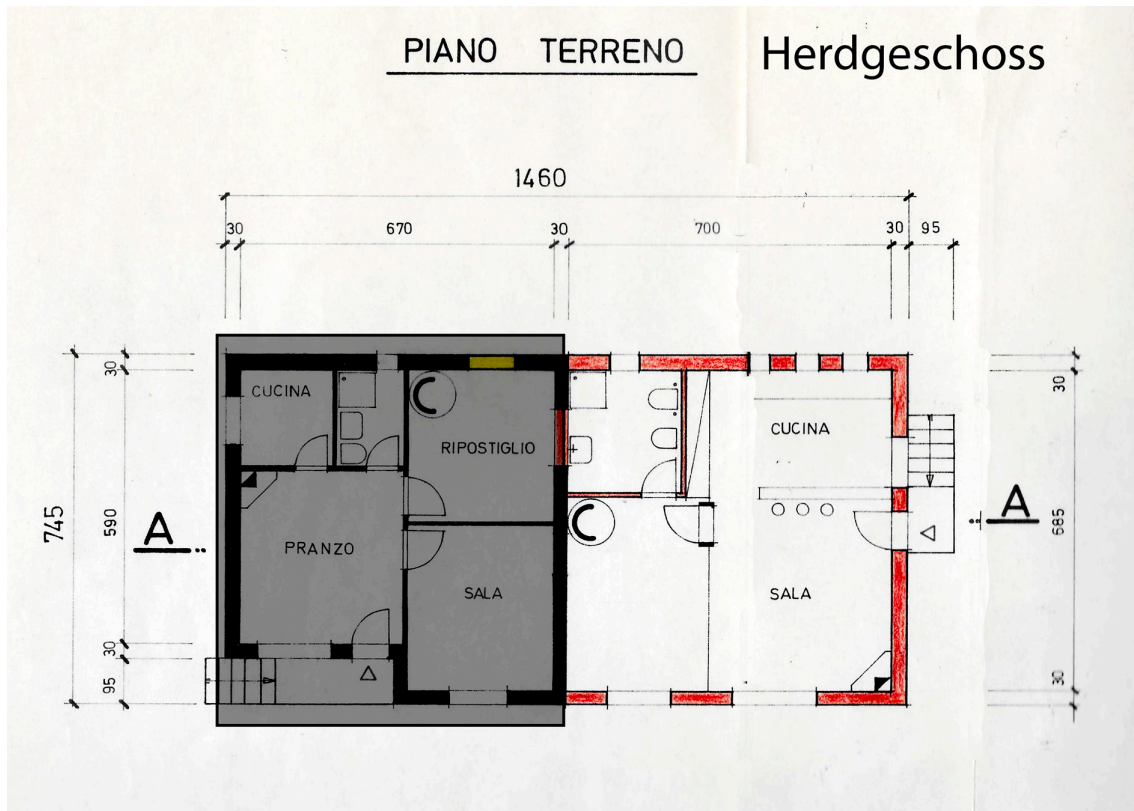 PIANO TERRENO
Herdgeschoss
1460
30 670 30 700 30 95
745
30
590
30
95
30
685
30
CUCINA
RIPOSTIGLIO
CUCINA
A
A
PRANZO
SALA
SALA
C
C